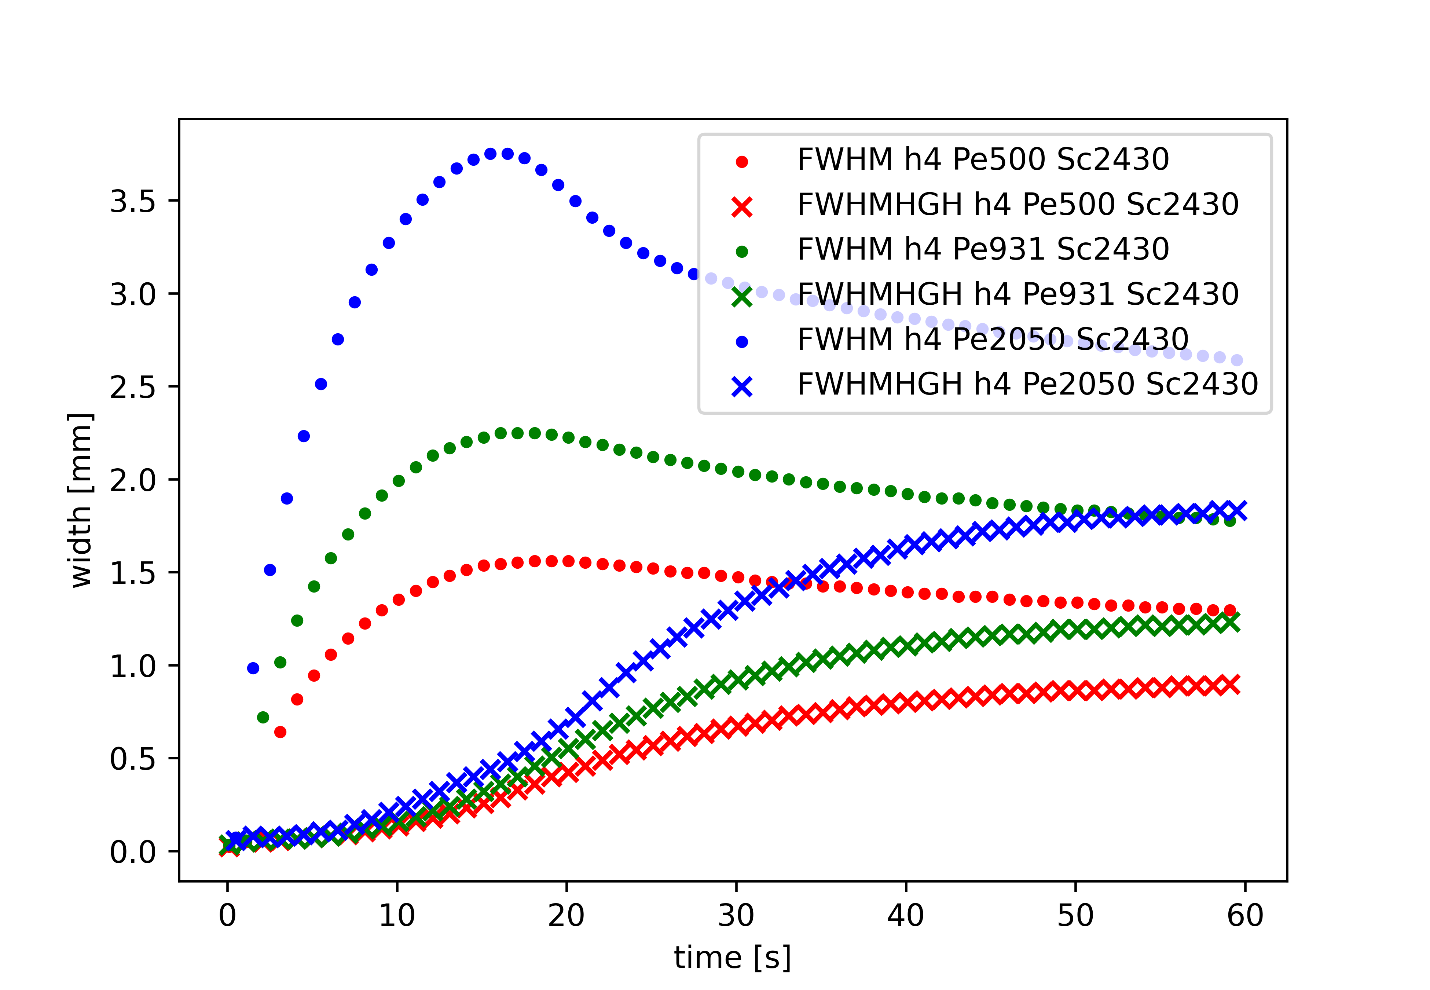 FWHM h4 Pe500 Sc2430
FWHMHGH h4 Pe500 Sc2430
FWHM h4 Pe931 Sc2430
FWHMHGH h4 Pe931 Sc2430
FWHM h4 Pe2050 Sc2430
FWHMHGH h4 Pe2050 Sc2430
3.5
3.0
2.5
2.0
1.5
1.0
0.5
0.0
width [mm]
0 10 20 30 40 50 60
time [s]